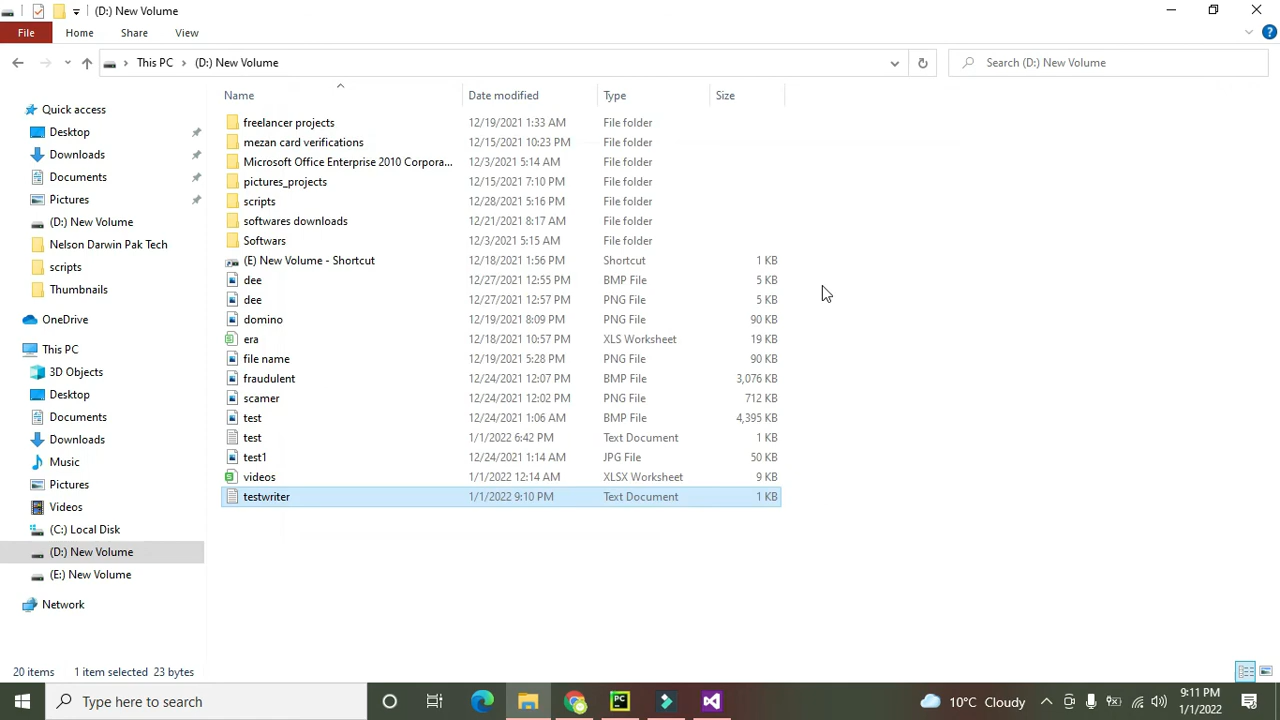 (D:) New Volume
File Home Share View
This PC (D:) New Volume
Search (D:) New Volume
Name Date modified Type Size
freelancer projects 12/19/2021 1:33 AM File folder
mezan card verifications 12/15/2021 10:23 PM File folder
Microsoft Office Enterprise 2010 Corpora... 12/3/2021 5:14 AM File folder
pictures_projects 12/15/2021 7:10 PM File folder
scripts 12/28/2021 5:16 PM File folder
softwares downloads 12/21/2021 8:17 AM File folder
Softwars 12/3/2021 5:15 AM File folder
(E) New Volume - Shortcut 12/18/2021 1:56 PM Shortcut 1 KB
dee 12/27/2021 12:55 PM BMP File 5 KB
dee 12/27/2021 12:57 PM PNG File 5 KB
domino 12/19/2021 8:09 PM PNG File 90 KB
era 12/18/2021 10:57 PM XLS Worksheet 19 KB
file name 12/19/2021 5:28 PM PNG File 90 KB
fraudulent 12/24/2021 12:07 PM BMP File 3,076 KB
scamer 12/24/2021 12:02 PM PNG File 712 KB
test 12/24/2021 1:06 AM BMP File 4,395 KB
test 1/1/2022 6:42 PM Text Document 1 KB
test1 12/24/2021 1:14 AM JPG File 50 KB
videos 1/1/2022 12:14 AM XLSX Worksheet 9 KB
testwriter 1/1/2022 9:10 PM Text Document 1 KB
Quick access
Desktop
Downloads
Documents
Pictures
(D:) New Volume
Nelson Darwin Pak Tech
scripts
Thumbnails
OneDrive
This PC
3D Objects
Desktop
Documents
Downloads
Music
Pictures
Videos
(C:) Local Disk
(D:) New Volume
(E:) New Volume
Network
20 items 1 item selected 23 bytes
Type here to search
PC
10°C Cloudy
9:11 PM
1/1/2022